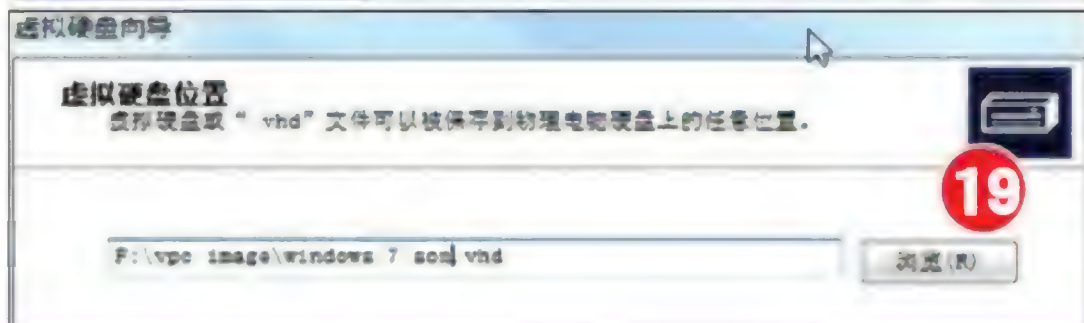 虚拟硬盘向导
虚拟硬盘位置
虚拟硬盘或“ vhd”文件可以被保存到物理电脑硬盘上的任意位置。
19
F:\vpc image\windows 7 son.vhd
浏览(R)